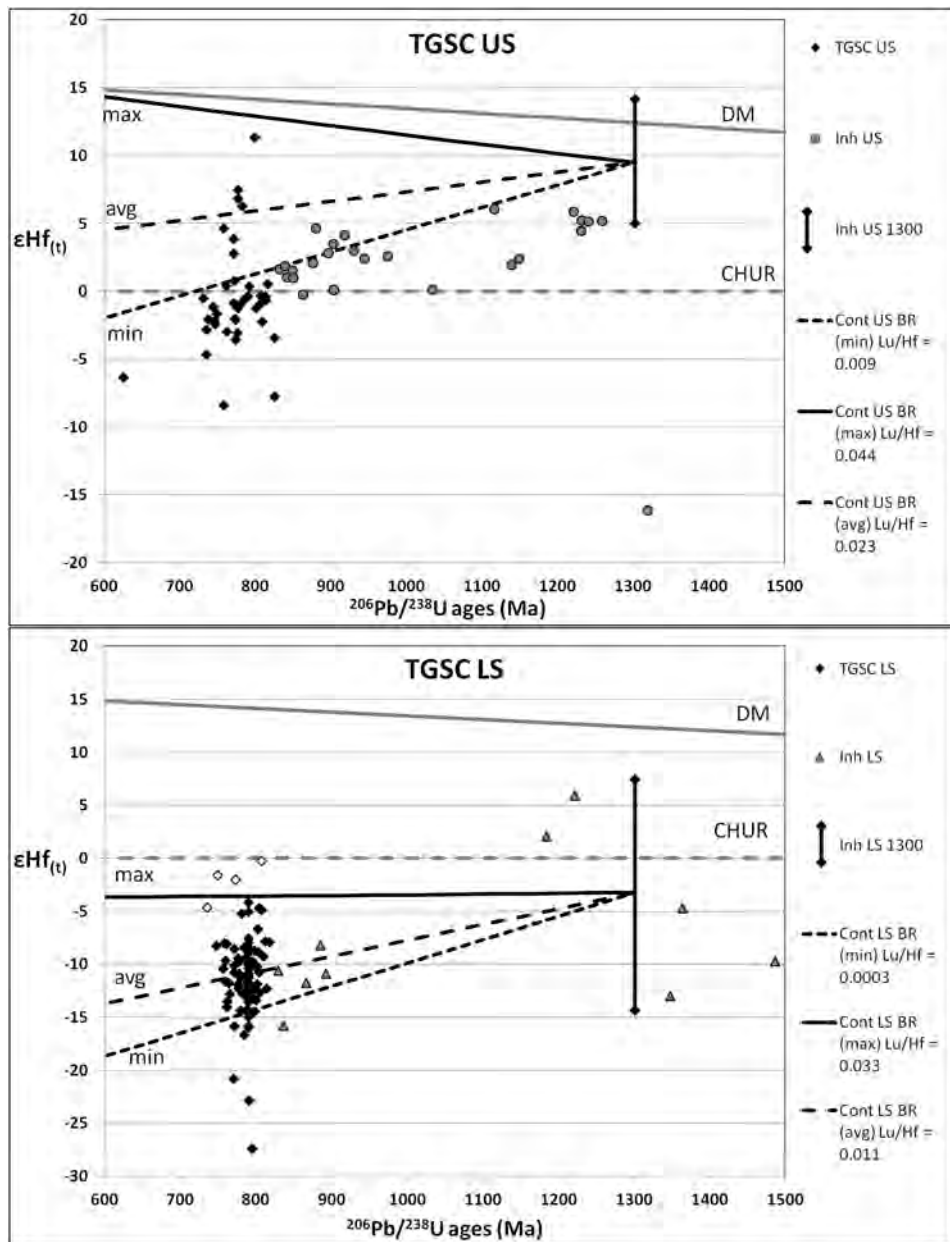 TGSC US
20
15
10
5
0
-5
-10
-15
-20
εHf(t)
max
avg
min
DM
CHUR
600 700 800 900 1000 1100 1200 1300 1400 1500
206Pb/238U ages (Ma)
TGSC US
Inh US
Inh US 1300
Cont US BR
(min) Lu/Hf =
0.009
Cont US BR
(max) Lu/Hf =
0.044
Cont US BR
(avg) Lu/Hf =
0.023
TGSC LS
20
15
10
5
0
-5
-10
-15
-20
-25
-30
εHf(t)
max
avg
min
DM
CHUR
600 700 800 900 1000 1100 1200 1300 1400 1500
206Pb/238U ages (Ma)
TGSC LS
Inh LS
Inh LS 1300
Cont LS BR
(min) Lu/Hf =
0.0003
Cont LS BR
(max) Lu/Hf =
0.033
Cont LS BR
(avg) Lu/Hf =
0.011